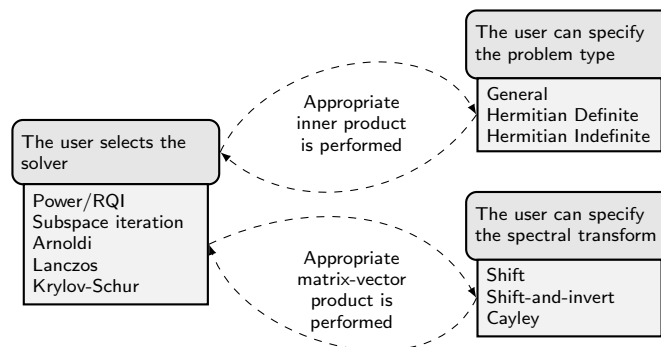 The user can specify
the problem type
General
Hermitian Definite
Hermitian Indefinite
Appropriate
inner product
is performed
The user selects the
solver
Power/RQI
Subspace iteration
Arnoldi
Lanczos
Krylov-Schur
The user can specify
the spectral transform
Shift
Shift-and-invert
Cayley
Appropriate
matrix-vector
product is
performed